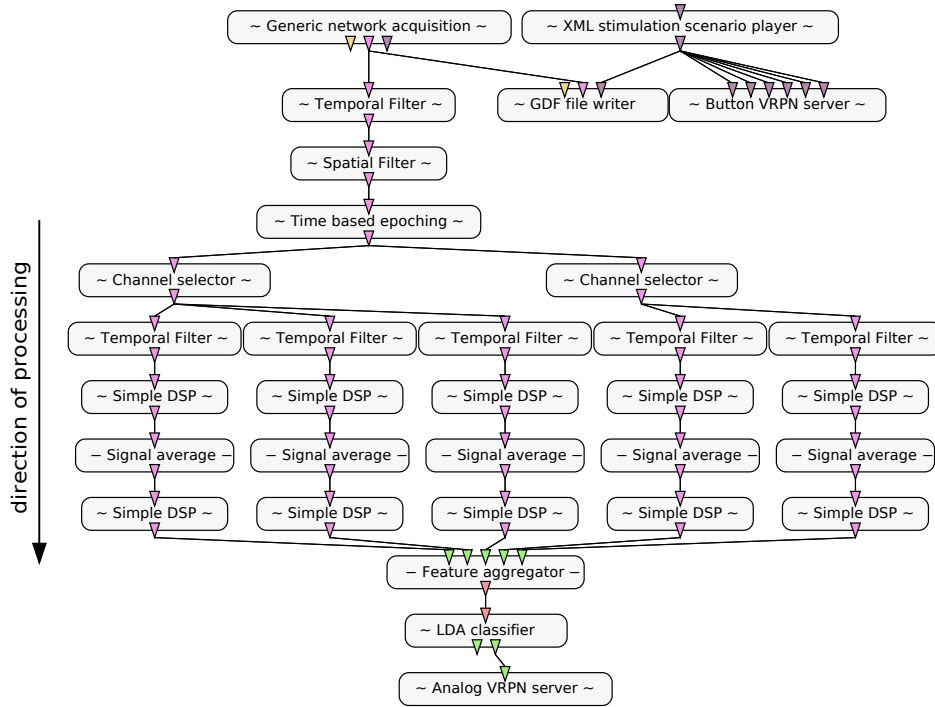 ~ Generic network acquisition ~
~ XML stimulation scenario player ~
~ Temporal Filter ~
~ GDF file writer
~ Button VRPN server ~
~ Spatial Filter ~
~ Time based epoching ~
~ Channel selector ~
~ Channel selector ~
~ Temporal Filter ~
~ Temporal Filter ~
~ Temporal Filter ~
~ Temporal Filter ~
~ Temporal Filter ~
~ Simple DSP ~
~ Simple DSP ~
~ Simple DSP ~
~ Simple DSP ~
~ Simple DSP ~
− Signal average −
− Signal average −
− Signal average −
− Signal average −
− Signal average −
~ Simple DSP ~
~ Simple DSP ~
~ Simple DSP ~
~ Simple DSP ~
~ Simple DSP ~
− Feature aggregator −
~ LDA classifier
~ Analog VRPN server ~
direction of processing